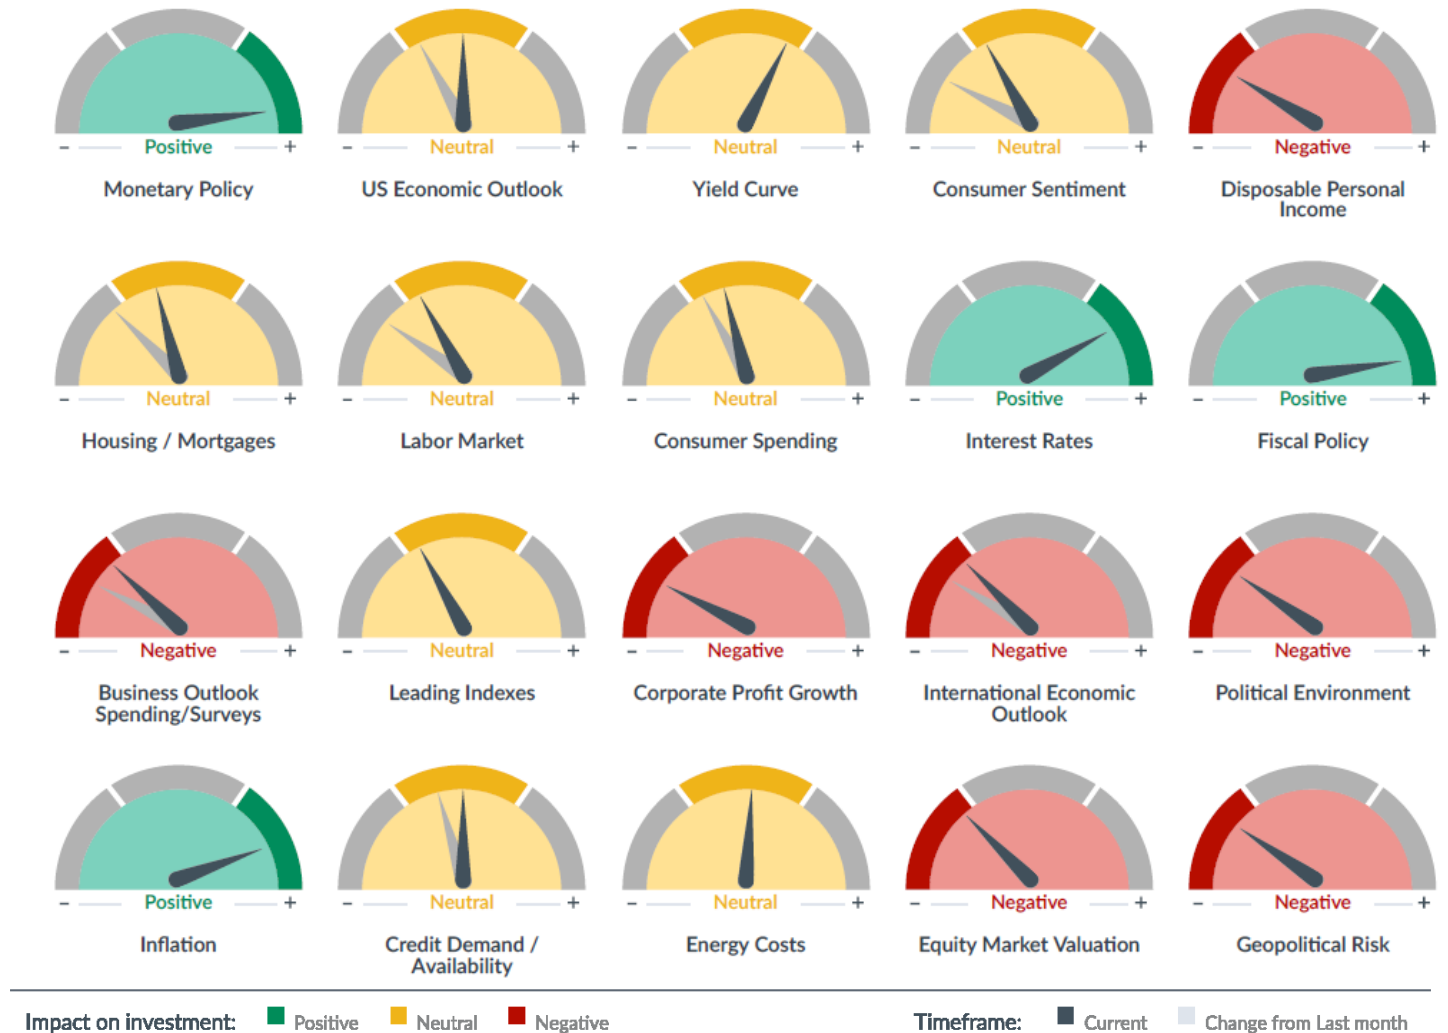 - Positive +
Monetary Policy
- Neutral +
US Economic Outlook
- Neutral +
Yield Curve
- Neutral +
Consumer Sentiment
- Negative +
Disposable Personal
Income
- Neutral +
Housing / Mortgages
- Neutral +
Labor Market
- Neutral +
Consumer Spending
- Positive +
Interest Rates
- Positive +
Fiscal Policy
- Negative +
Business Outlook
Spending/Surveys
- Neutral +
Leading Indexes
- Negative +
Corporate Profit Growth
- Negative +
International Economic
Outlook
- Negative +
Political Environment
- Positive +
Inflation
- Neutral +
Credit Demand /
Availability
- Neutral +
Energy Costs
- Negative +
Equity Market Valuation
- Negative +
Geopolitical Risk
Impact on investment: Positive Neutral Negative
Timeframe: Current Change from Last month